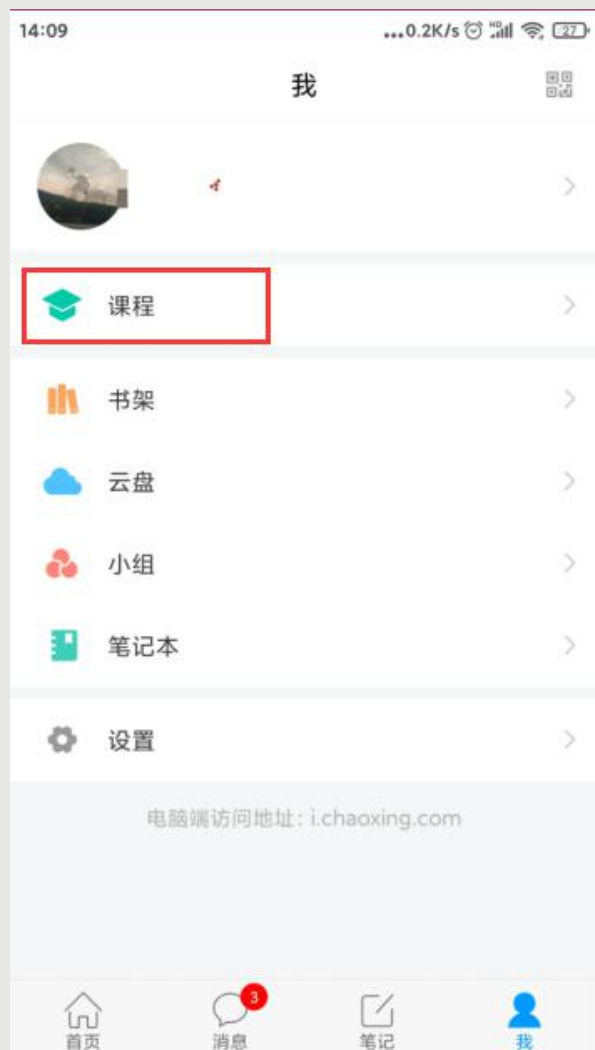 14:09
...0.2K/s HD 27
我
课程
书架
云盘
小组
笔记本
设置
电脑端访问地址：i.chaoxing.com
3
首页 消息 笔记 我